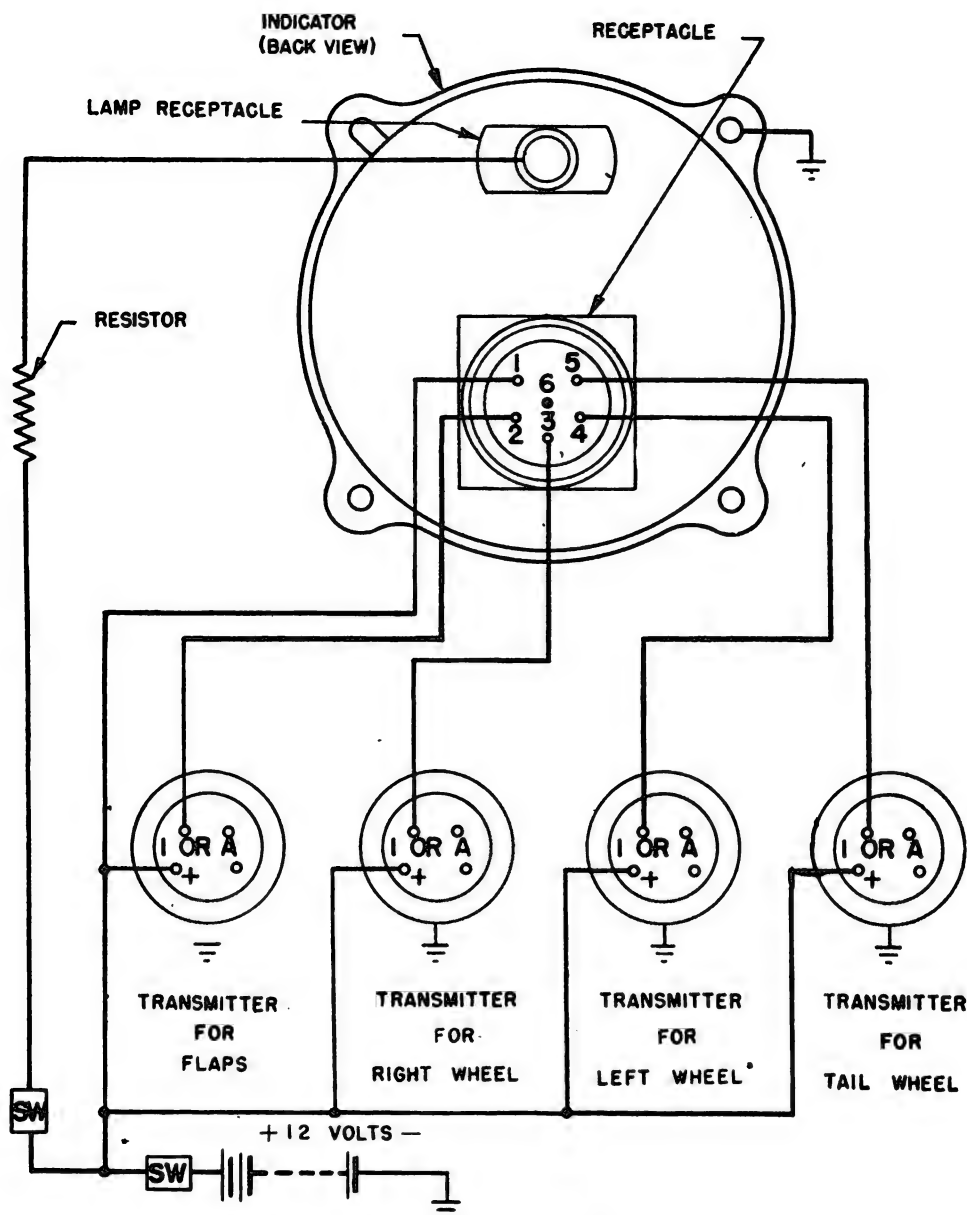 INDICATOR
(BACK VIEW)
RECEPTACLE
LAMP RECEPTACLE
RESISTOR
1 5
6
2 3 4
1 OR A
+
1 OR A
+
1 OR A
+
1 OR A
+
TRANSMITTER
FOR
FLAPS
TRANSMITTER
FOR
RIGHT WHEEL
TRANSMITTER
FOR
LEFT WHEEL
TRANSMITTER
FOR
TAIL WHEEL
SW
+ 12 VOLTS —
SW